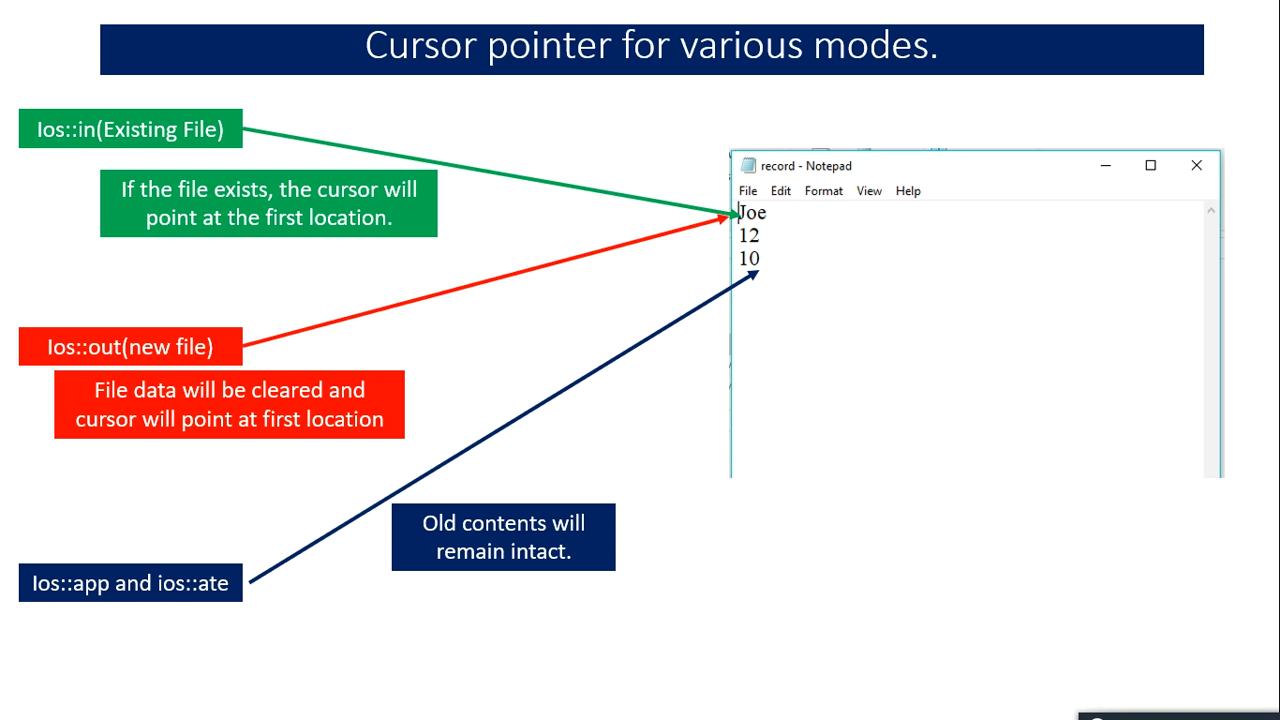 Cursor pointer for various modes.
Ios::in(Existing File)
If the file exists, the cursor will
point at the first location.
Ios::out(new file)
File data will be cleared and
cursor will point at first location
Old contents will
remain intact.
Ios::app and ios::ate
record - Notepad
File Edit Format View Help
Joe
12
10